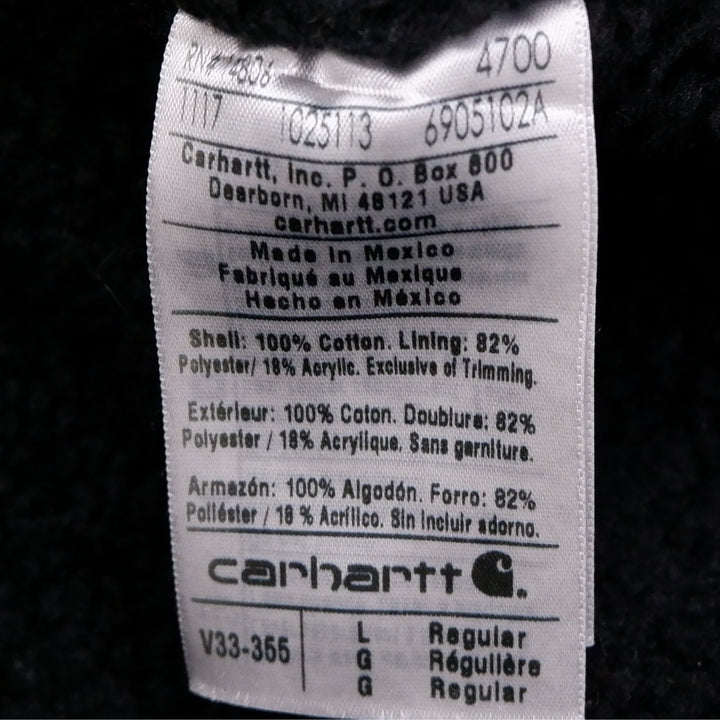 RN# 14806 4700
1117 1025113 6905102A
Carhartt, Inc. P. O. Box 600
Dearborn, MI 48121 USA
carhartt.com
Made in Mexico
Fabriqué au Mexique
Hecho en México
Shell: 100% Cotton. Lining: 82%
Polyester/ 18% Acrylic. Exclusive of Trimming.
Extérieur: 100% Coton. Doublure: 82%
Polyester / 18% Acrylique. Sans garniture.
Armazón: 100% Algodón. Forro: 82%
Poliéster / 18 % Acrílico. Sin incluir adorno.
carhartt
V33-355 L Regular
G Régulière
G Regular